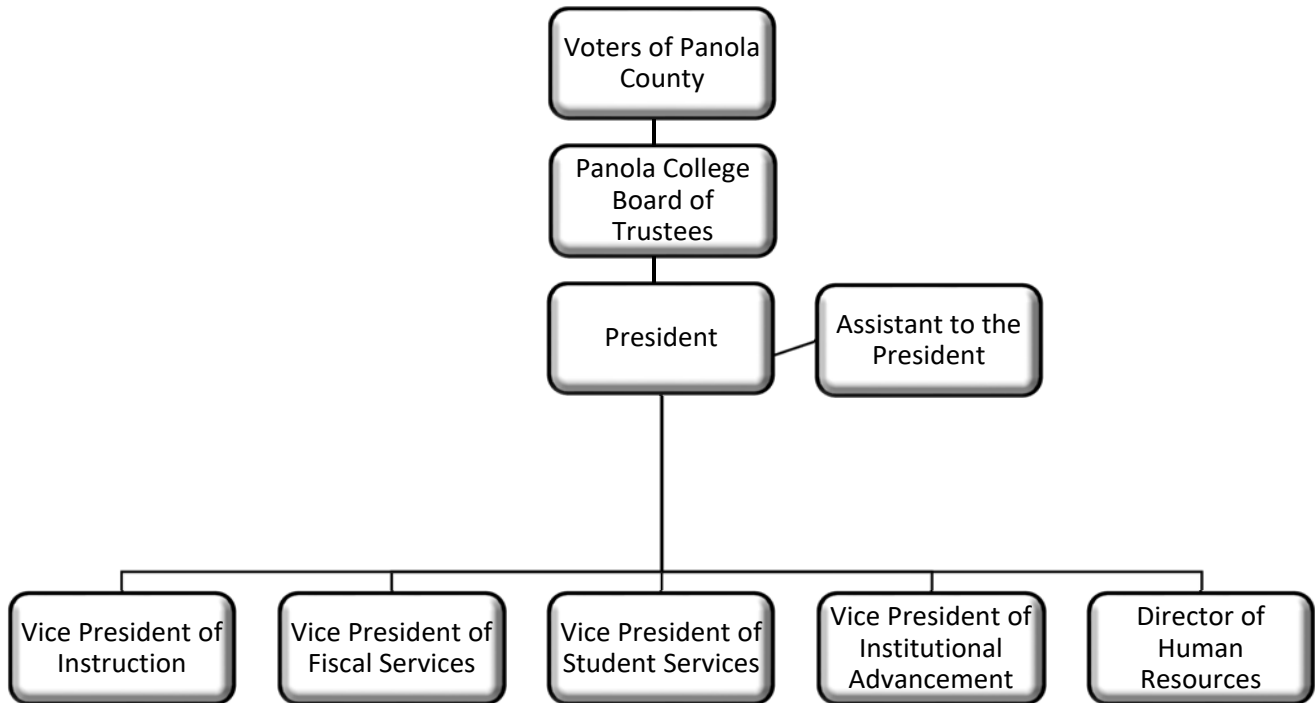 Voters of Panola
County
Panola College
Board of
Trustees
President
Assistant to the
President
Vice President of
Instruction
Vice President of
Fiscal Services
Vice President of
Student Services
Vice President of
Institutional
Advancement
Director of
Human
Resources